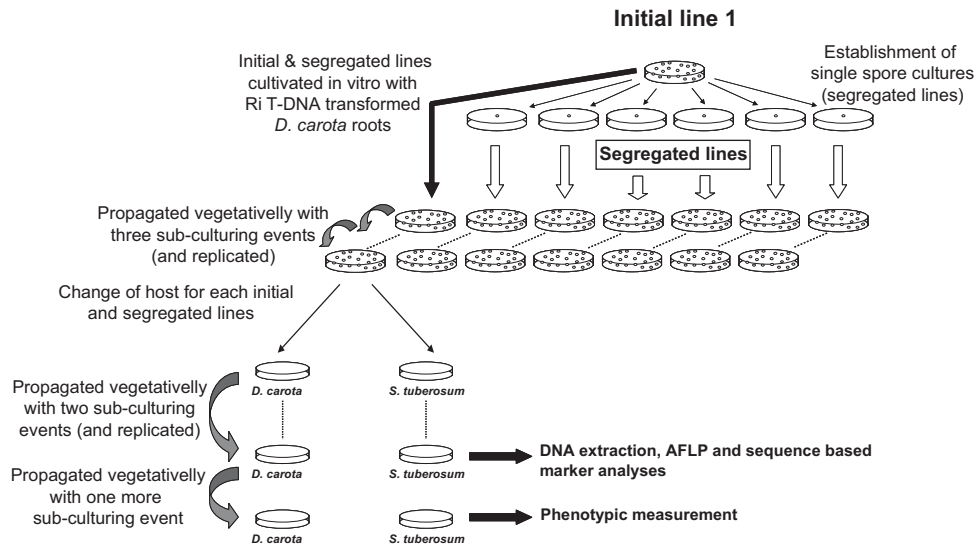 Initial line 1
Initial & segregated lines
cultivated in vitro with
Ri T-DNA transformed
D. carota roots
Establishment of
single spore cultures
(segregated lines)
Segregated lines
Propagated vegetativelly with
three sub-culturing events
(and replicated)
Change of host for each initial
and segregated lines
D. carota
S. tuberosum
Propagated vegetativelly
with two sub-culturing
events (and replicated)
D. carota
S. tuberosum
DNA extraction, AFLP and sequence based
marker analyses
Propagated vegetativelly
with one more
sub-culturing event
D. carota
S. tuberosum
Phenotypic measurement